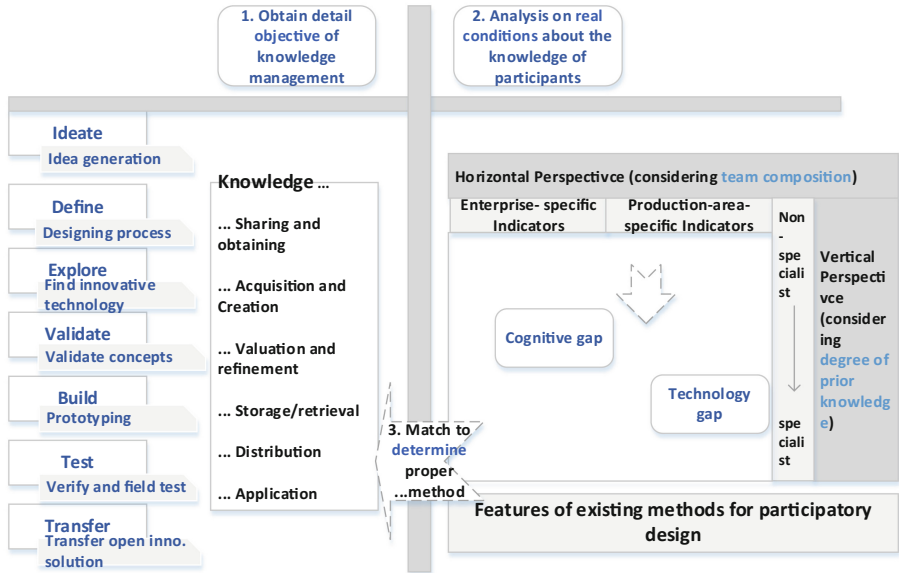 1. Obtain detail
objective of
knowledge
management
2. Analysis on real
conditions about the
knowledge of
participants
Ideate
Idea generation
Define
Designing process
Explore
Find innovative
technology
Validate
Validate concepts
Build
Prototyping
Test
Verify and field test
Transfer
Transfer open inno.
solution
Knowledge ...
... Sharing and
obtaining
... Acquisition and
Creation
... Valuation and
refinement
... Storage/retrieval
... Distribution
... Application
3. Match to
determine
proper
...method
Horizontal Perspectivce (considering team composition)
Enterprise- specific
Indicators
Production-area-
specific Indicators
Non
-
spe
cial
ist
spe
cial
ist
Vertical
Perspecti
vce
(consider
ing
degree of
prior
knowledg
e)
Cognitive gap
Technology
gap
Features of existing methods for participatory
design